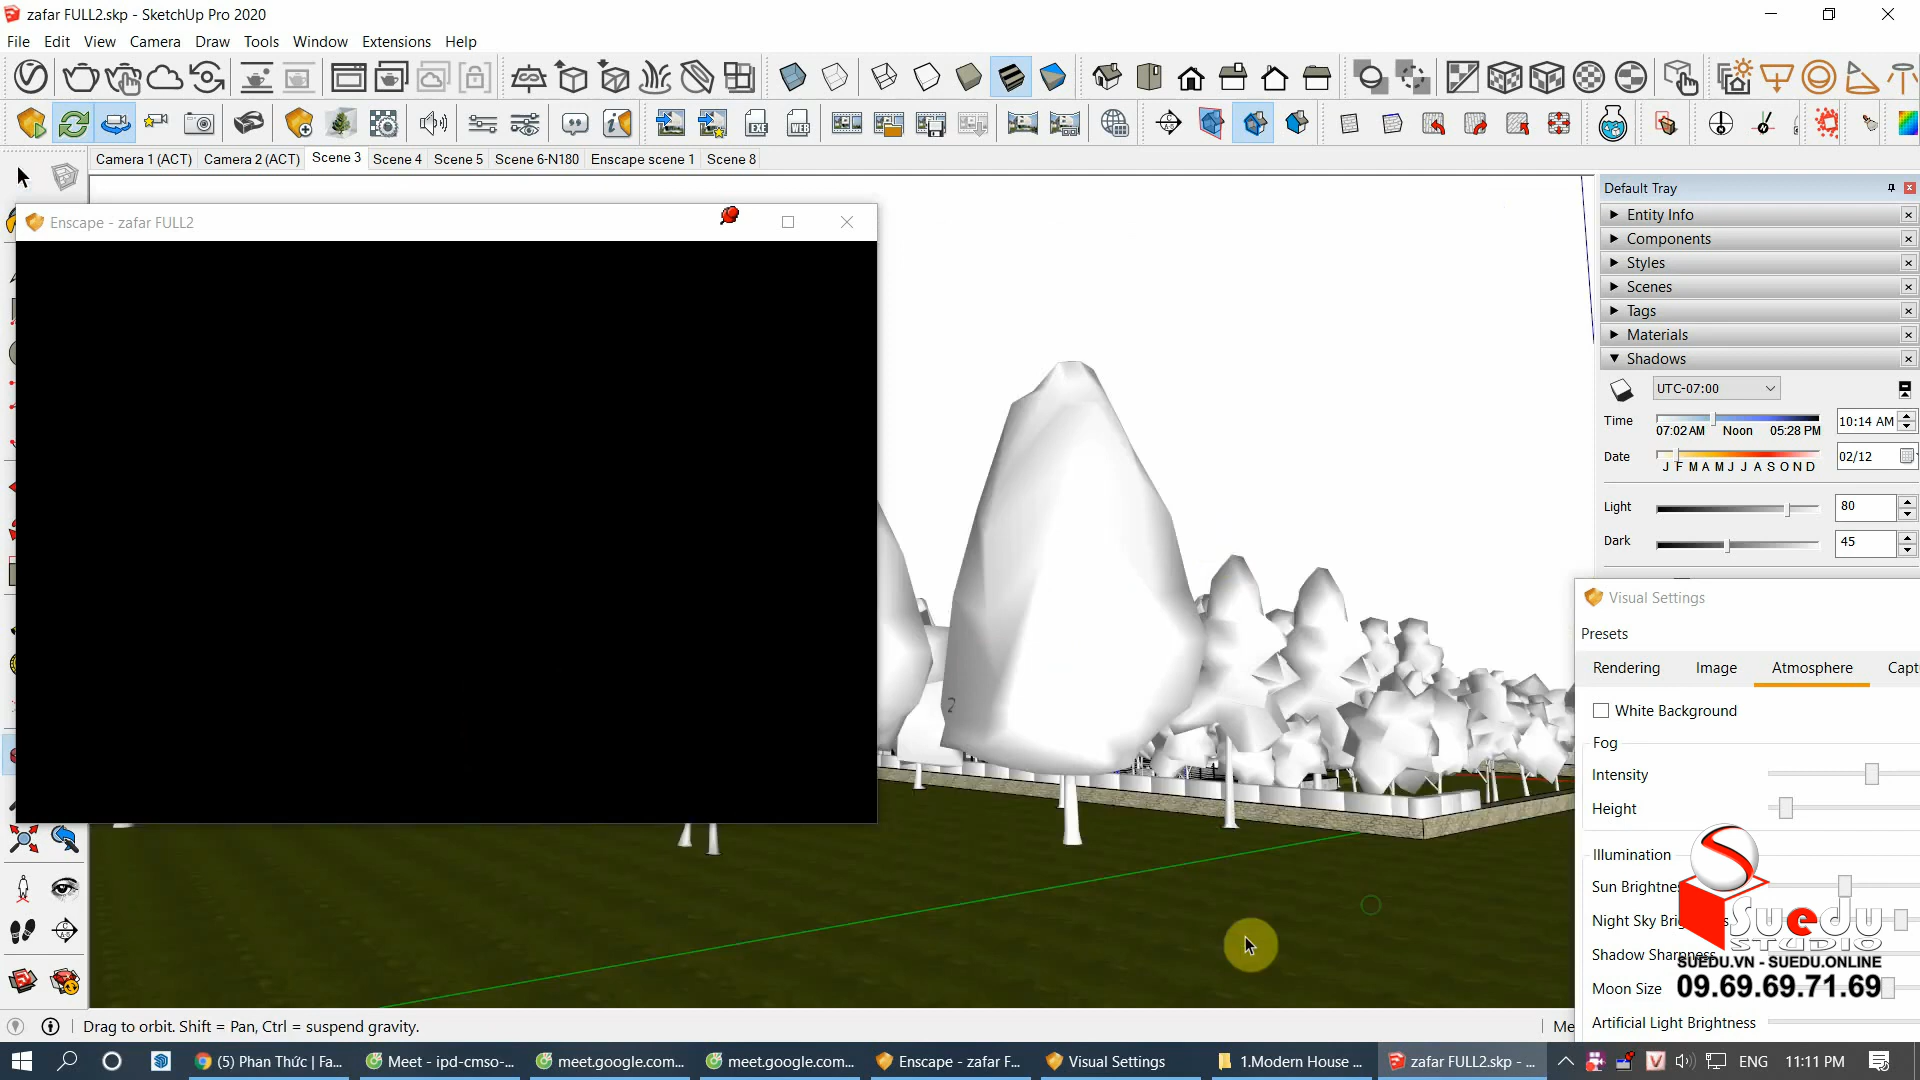 zafar FULL2.skp - SketchUp Pro 2020
File Edit View Camera Draw Tools Window Extensions Help
EXE WEB
Camera 1 (ACT) Camera 2 (ACT) Scene 3 Scene 4 Scene 5 Scene 6-N180 Enscape scene 1 Scene 8
Enscape - zafar FULL2
2
Default Tray
Entity Info
Components
Styles
Scenes
Tags
Materials
Shadows
UTC-07:00
Time 07:02 AM Noon 05:28 PM 10:14 AM
Date J F M A M J J A S O N D 02/12
Light 80
Dark 45
Visual Settings
Presets
Rendering Image Atmosphere Capt
White Background
Fog
Intensity
Height
Illumination
Sun Brightne
Night Sky Bri
Shadow Sharpness
Moon Size
Artificial Light Brightness
S
Suedu
STUDIO
SUEDU.VN - SUEDU.ONLINE
09.69.69.71.69
Drag to orbit. Shift = Pan, Ctrl = suspend gravity. Me
(5) Phan Thức | Fa... Meet - ipd-cmso-... meet.google.com... meet.google.com... Enscape - zafar F... Visual Settings 1.Modern House ... zafar FULL2.skp - ... V ENG 11:11 PM